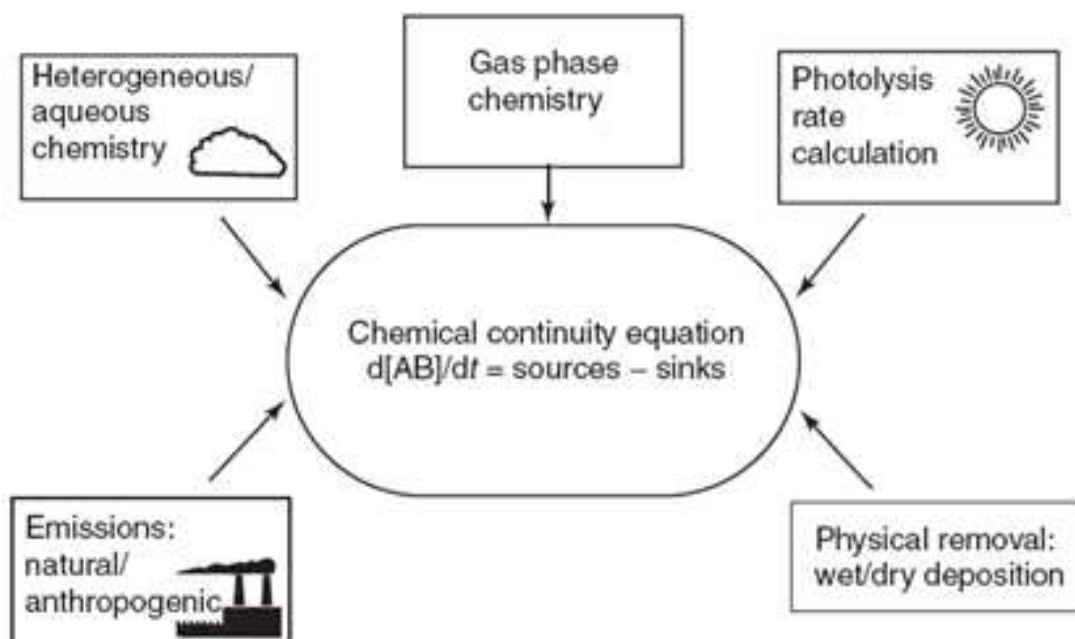 Heterogeneous/
aqueous
chemistry
Gas phase
chemistry
Photolysis
rate
calculation
Chemical continuity equation
d[AB]/dt = sources – sinks
Emissions:
natural/
anthropogenic
Physical removal:
wet/dry deposition